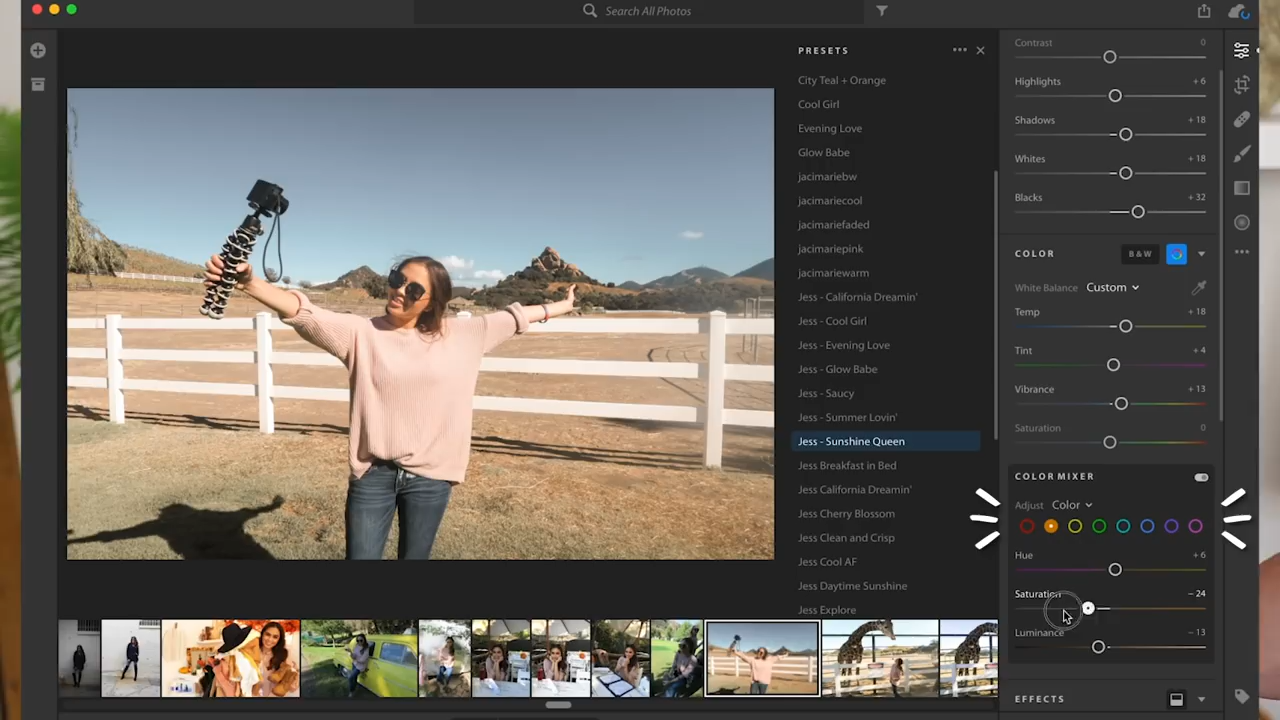 Search All Photos
PRESETS
City Teal + Orange
Cool Girl
Evening Love
Glow Babe
jacimariebw
jacimariecool
jacimariefaded
jacimariepink
jacimariewarm
Jess - California Dreamin'
Jess - Cool Girl
Jess - Evening Love
Jess - Glow Babe
Jess - Saucy
Jess - Summer Lovin'
Jess - Sunshine Queen
Jess Breakfast in Bed
Jess California Dreamin'
Jess Cherry Blossom
Jess Clean and Crisp
Jess Cool AF
Jess Daytime Sunshine
Jess Explore
Contrast 0
Highlights + 6
Shadows + 18
Whites + 18
Blacks + 32
COLOR B&W
White Balance Custom
Temp + 18
Tint + 4
Vibrance + 13
Saturation 0
COLOR MIXER
Adjust Color
Hue + 6
Saturation − 24
Luminance − 13
EFFECTS